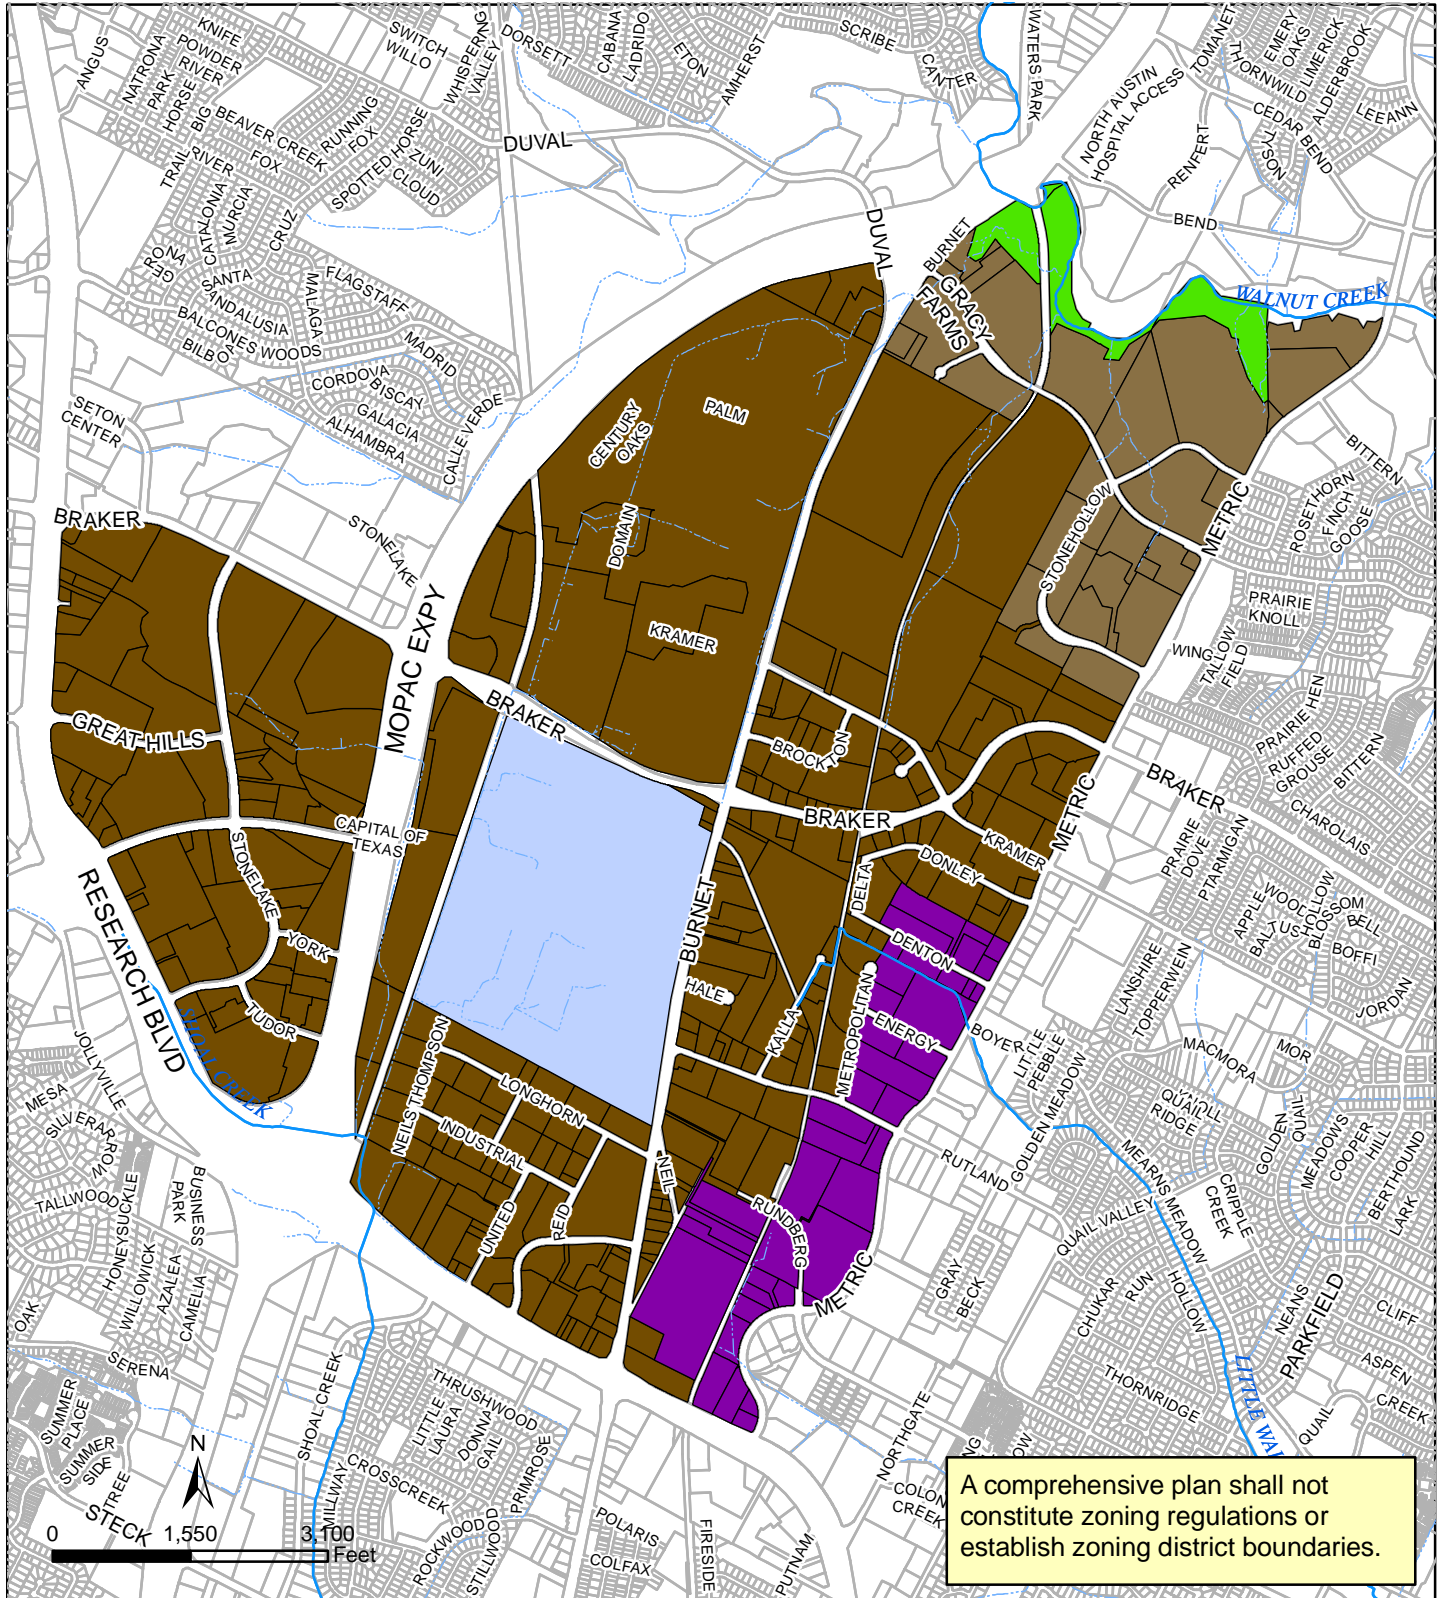 ANGUS
NATRONA
PARK
HORSE
BIG
KNIFE
POWDER
RIVER
SWITCH
WILLO
WHISPERING
VALLEY
DORSETT
CABANA
LADRIDO
ETON
AMHERST
SCRIBE
CANTER
WATERS PARK
NORTH AUSTIN
HOSPITAL ACCESS
TOMANET
THORNWILD
EMERY
OAKS
LIMERICK
ALDERBROOK
LEEANN
CEDAR BEND
TYSON
RENFERT
BEND
BEAVER CREEK
RUNNING
FOX
FOX
SPOTTED HORSE
ZUNI
CLOUD
TRAIL
RIVER
DUVAL
DUVAL
CATALONIA
MURCIA
CRUZ
SANTA
ANDALUSIA
MALAGA
FLAGSTAFF
BALCONES WOODS
MADRID
CORDOVA
BISCAY
GALACIA
ALHAMBRA
CALLE VERDE
SETON
CENTER
BURNET
GRACY
FARMS
WALNUT CREEK
CENTURY
OAKS
PALM
DOMAIN
KRAMER
BRAKER
STONELAKE
MOPAC EXPY
STONEHOLLOW
METRIC
BITTERN
ROSETHORN
FINCH
GOOSE
PRAIRIE
KNOLL
WING
TALLOW
FIELD
PRAIRIE HEN
RUFFED
GROUSE
BITTERN
CHAROLAIS
GREAT HILLS
BRAKER
BROCKTON
BRAKER
METRIC
BRAKER
KRAMER
CAPITAL OF
TEXAS
STONELAKE
YORK
TUDOR
RESEARCH BLVD
SHOAL CREEK
DELTA
DONLEY
DENTON
BURNET
HALE
KALLA
METROPOLITAN
ENERGY
BOYER
PRAIRIE
DOVE
PTARMIGAN
APPLE
WOOD
HOLLOW
BLOSSOM
BELL
BOFFI
JORDAN
LANSHIRE
TOPPERWEIN
LITTLE
PEBBLE
GOLDEN MEADOW
MACMORA
MOR
QUAIL
RIDGE
GOLDEN
QUAIL
MEADOWS
COOPER
HILL
BERTHOUND
LARK
JOLLYVILLE
MESA
SILVERARROW
TALLWOOD
HONEYSUCKLE
WILLOWICK
AZALEA
CAMELIA
BUSINESS
PARK
NEILS THOMPSON
LONGHORN
INDUSTRIAL
UNITED
REID
NEIL
RUNDBERG
METRIC
RUTLAND
MEARNS MEADOW
CRIPPLE
CREEK
QUAIL VALLEY
GRAY
BECK
CHUKAR
RUN
HOLLOW
NEANS
PARKFIELD
CLIFF
ASPEN
CREEK
THORNRIDGE
QUAIL
OAK
SERENA
SUMMER
PLACE
SUMMER
SIDE
TREE
STECK
SHOAL CREEK
MILLWAY
CROSSCREEK
THRUSHWOOD
LITTLE
LAURA
DONNA
GAIL
PRIMROSE
ROCKWOOD
STILLWOOD
POLARIS
COLFAX
FIRESIDE
PUTNAM
NORTHGATE
CREEK
N
0 1,550 3,100
Feet
A comprehensive plan shall not
constitute zoning regulations or
establish zoning district boundaries.